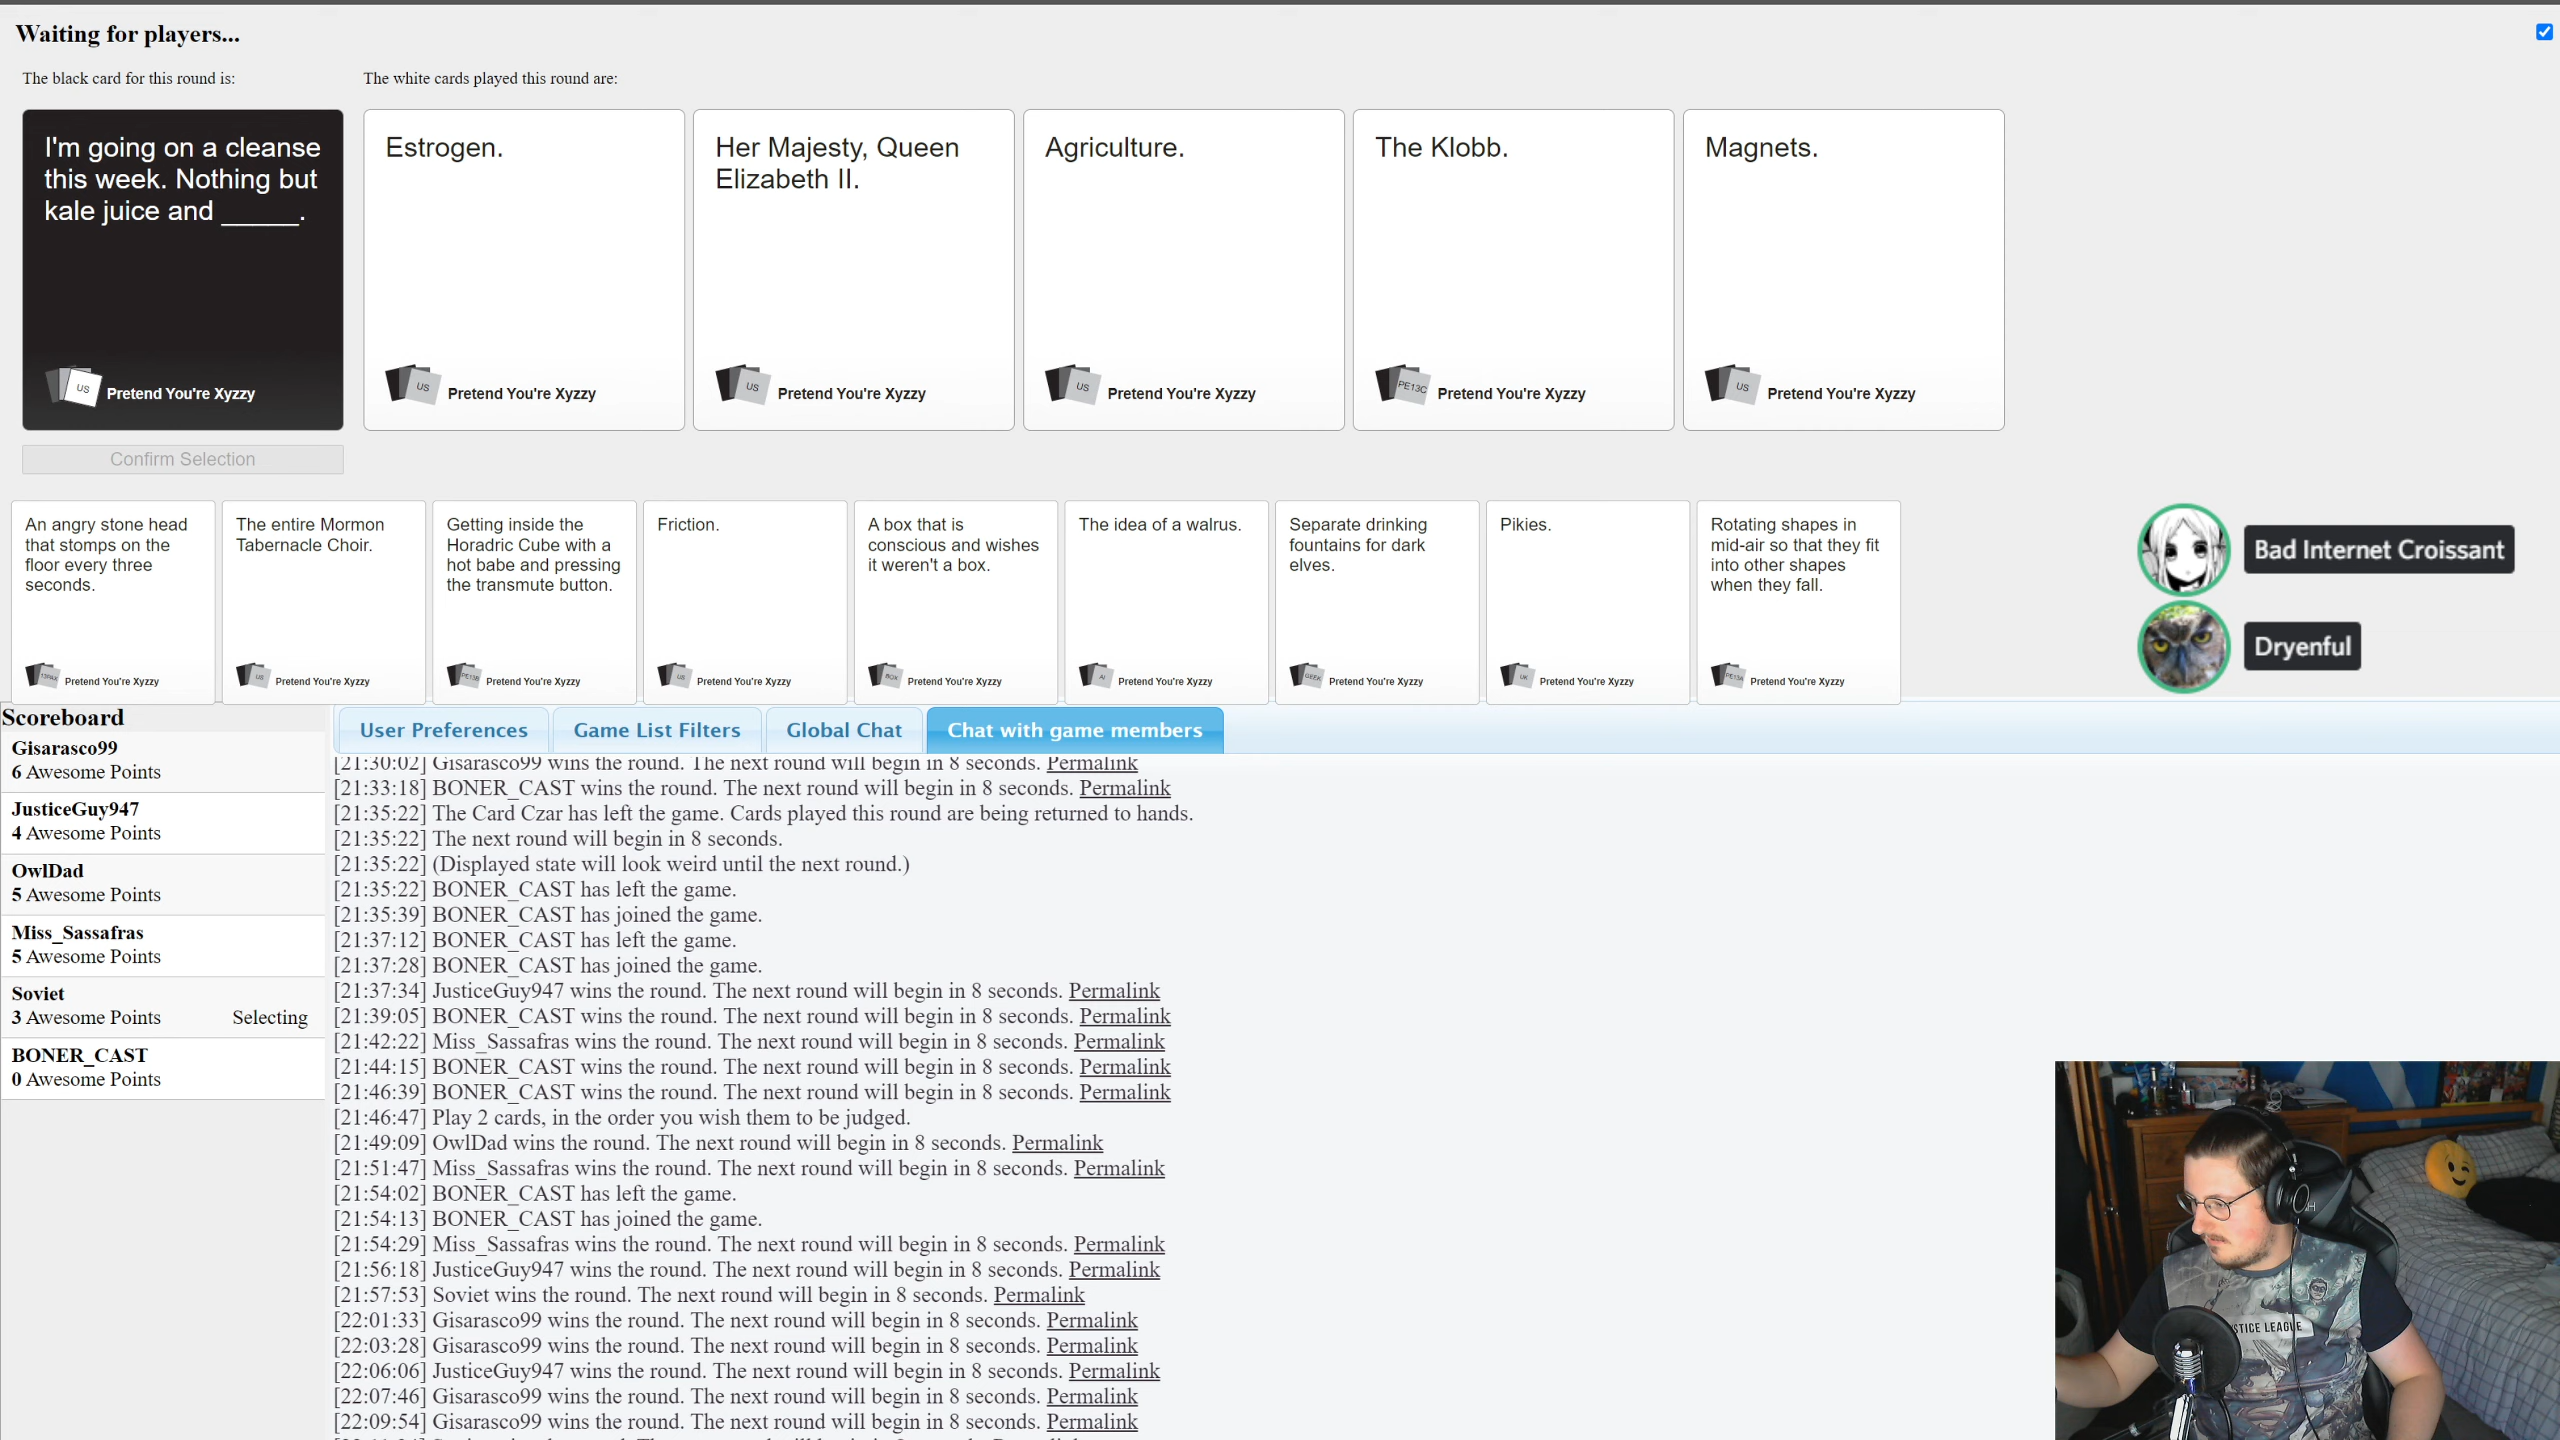 Waiting for players...
The black card for this round is:
The white cards played this round are:
I'm going on a cleanse
this week. Nothing but
kale juice and _____.
US
Pretend You're Xyzzy
Estrogen.
US
Pretend You're Xyzzy
Her Majesty, Queen
Elizabeth II.
US
Pretend You're Xyzzy
Agriculture.
US
Pretend You're Xyzzy
The Klobb.
PE13C
Pretend You're Xyzzy
Magnets.
US
Pretend You're Xyzzy
Confirm Selection
An angry stone head
that stomps on the
floor every three
seconds.
13PAX
Pretend You're Xyzzy
The entire Mormon
Tabernacle Choir.
US
Pretend You're Xyzzy
Getting inside the
Horadric Cube with a
hot babe and pressing
the transmute button.
Pretend You're Xyzzy
Friction.
US
Pretend You're Xyzzy
A box that is
conscious and wishes
it weren't a box.
BOX
Pretend You're Xyzzy
The idea of a walrus.
AI
Pretend You're Xyzzy
Separate drinking
fountains for dark
elves.
GEEK
Pretend You're Xyzzy
Pikies.
UK
Pretend You're Xyzzy
Rotating shapes in
mid-air so that they fit
into other shapes
when they fall.
PE13A
Pretend You're Xyzzy
Bad Internet Croissant
Dryenful
Scoreboard
Gisarasco99
6 Awesome Points
JusticeGuy947
4 Awesome Points
OwlDad
5 Awesome Points
Miss_Sassafras
5 Awesome Points
Soviet
3 Awesome Points Selecting
BONER_CAST
0 Awesome Points
User Preferences
Game List Filters
Global Chat
Chat with game members
[21:30:02] Gisarasco99 wins the round. The next round will begin in 8 seconds. Permalink
[21:33:18] BONER_CAST wins the round. The next round will begin in 8 seconds. Permalink
[21:35:22] The Card Czar has left the game. Cards played this round are being returned to hands.
[21:35:22] The next round will begin in 8 seconds.
[21:35:22] (Displayed state will look weird until the next round.)
[21:35:22] BONER_CAST has left the game.
[21:35:39] BONER_CAST has joined the game.
[21:37:12] BONER_CAST has left the game.
[21:37:28] BONER_CAST has joined the game.
[21:37:34] JusticeGuy947 wins the round. The next round will begin in 8 seconds. Permalink
[21:39:05] BONER_CAST wins the round. The next round will begin in 8 seconds. Permalink
[21:42:22] Miss_Sassafras wins the round. The next round will begin in 8 seconds. Permalink
[21:44:15] BONER_CAST wins the round. The next round will begin in 8 seconds. Permalink
[21:46:39] BONER_CAST wins the round. The next round will begin in 8 seconds. Permalink
[21:46:47] Play 2 cards, in the order you wish them to be judged.
[21:49:09] OwlDad wins the round. The next round will begin in 8 seconds. Permalink
[21:51:47] Miss_Sassafras wins the round. The next round will begin in 8 seconds. Permalink
[21:54:02] BONER_CAST has left the game.
[21:54:13] BONER_CAST has joined the game.
[21:54:29] Miss_Sassafras wins the round. The next round will begin in 8 seconds. Permalink
[21:56:18] JusticeGuy947 wins the round. The next round will begin in 8 seconds. Permalink
[21:57:53] Soviet wins the round. The next round will begin in 8 seconds. Permalink
[22:01:33] Gisarasco99 wins the round. The next round will begin in 8 seconds. Permalink
[22:03:28] Gisarasco99 wins the round. The next round will begin in 8 seconds. Permalink
[22:06:06] JusticeGuy947 wins the round. The next round will begin in 8 seconds. Permalink
[22:07:46] Gisarasco99 wins the round. The next round will begin in 8 seconds. Permalink
[22:09:54] Gisarasco99 wins the round. The next round will begin in 8 seconds. Permalink
STICE LEAGUE